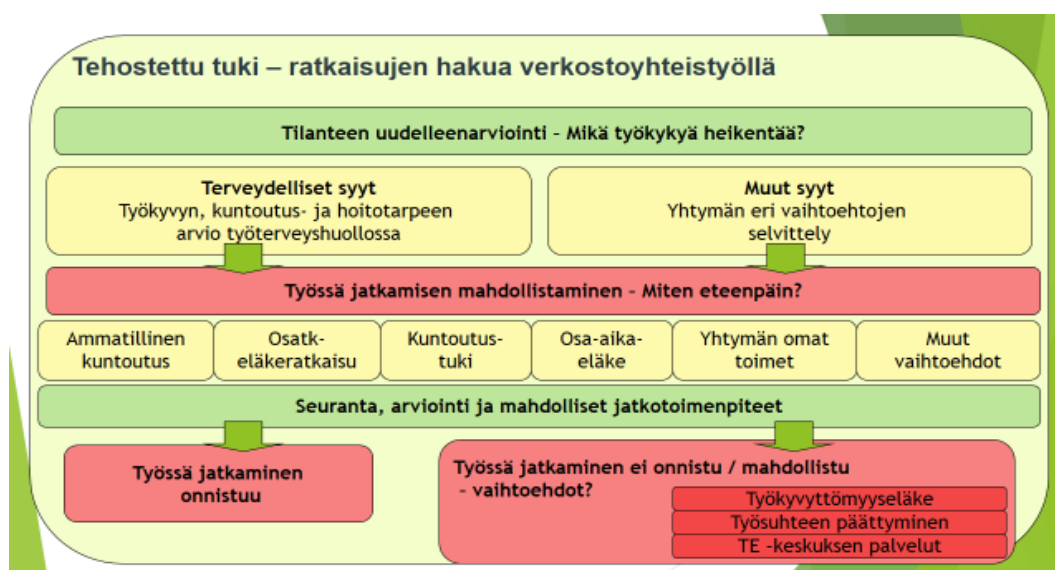 Tehostettu tuki – ratkaisujen hakua verkostoyhteistyöllä
Tilanteen uudelleenarviointi – Mikä työkykyä heikentää?
Terveydelliset syyt
Työkyvyn, kuntoutus- ja hoitotarpeen
arvio työterveyshuollossa
Muut syyt
Yhtymän eri vaihtoehtojen
selvittely
Työssä jatkamisen mahdollistaminen – Miten eteenpäin?
Ammatillinen
kuntoutus
Osatk-
eläkeratkaisu
Kuntoutus-
tuki
Osa-aika-
eläke
Yhtymän omat
toimet
Muut
vaihtoehdot
Seuranta, arviointi ja mahdolliset jatkotoimenpiteet
Työssä jatkaminen
onnistuu
Työssä jatkaminen ei onnistu / mahdollistu
– vaihtoehdot?
Työkyvyttömyyseläke
Työsuhteen päättyminen
TE -keskuksen palvelut